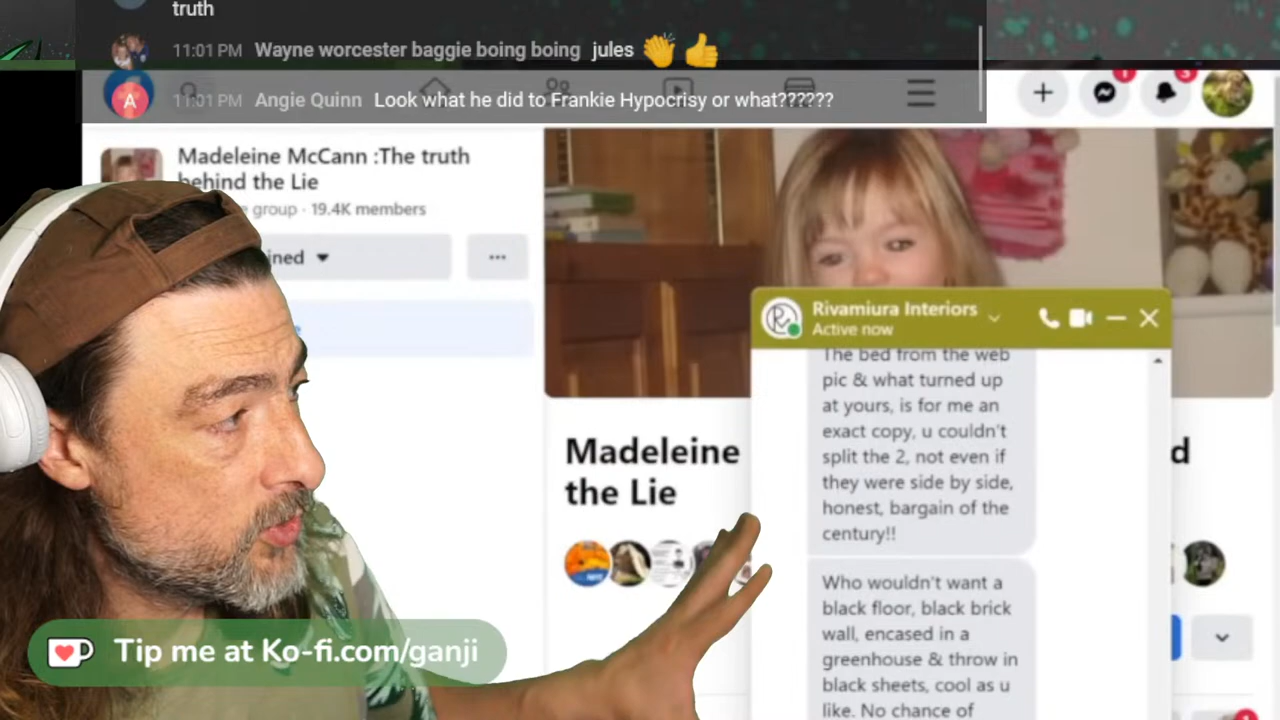 truth
11:01 PM Wayne worcester baggie boing boing jules 👏 👍
A 11:01 PM Angie Quinn Look what he did to Frankie Hypocrisy or what??????
Madeleine McCann :The truth
behind the Lie
group · 19.4K members
ined
Rivamiura Interiors
Active now
The bed from the web
pic & what turned up
at yours, is for me an
exact copy, u couldn't
split the 2, not even if
they were side by side,
honest, bargain of the
century!!
Madeleine
the Lie
d
Who wouldn't want a
black floor, black brick
wall, encased in a
greenhouse & throw in
black sheets, cool as u
like. No chance of
Tip me at Ko-fi.com/ganji